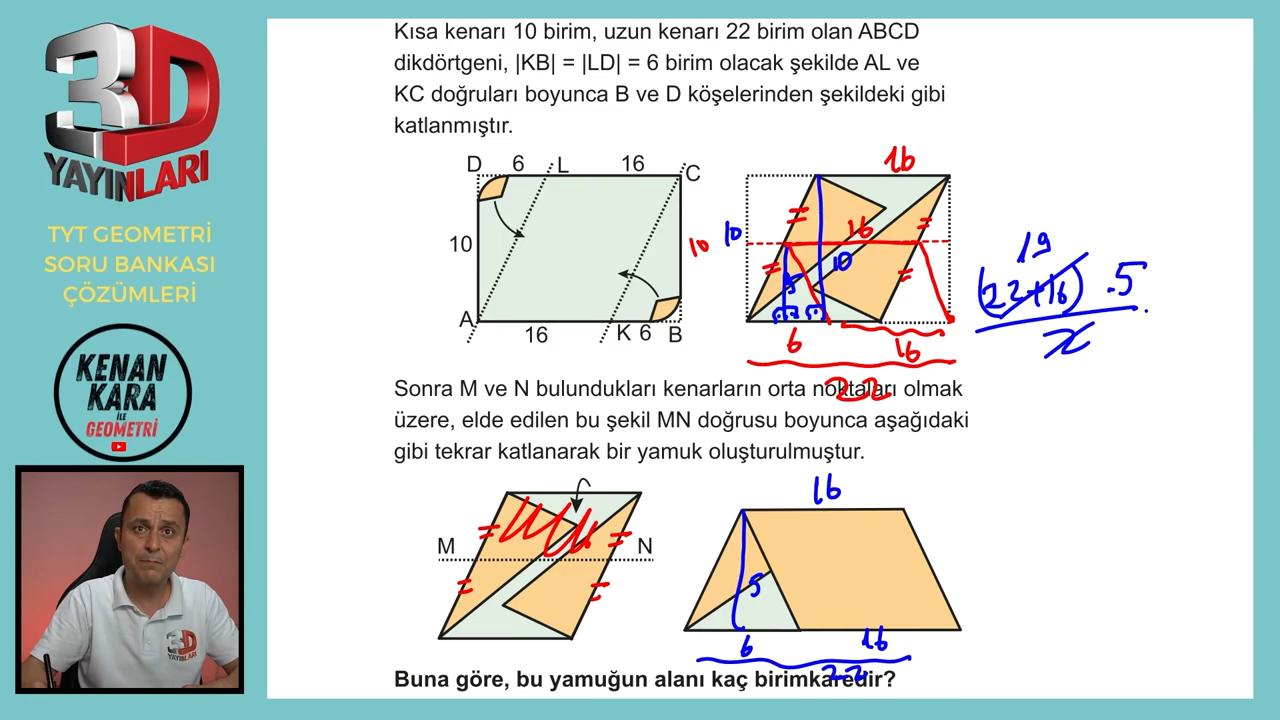 3D
YAYINLARI
TYT GEOMETRİ
SORU BANKASI
ÇÖZÜMLERİ
KENAN
KARA
İLE
GEOMETRİ
3D
YAYINLARI
Kısa kenarı 10 birim, uzun kenarı 22 birim olan ABCD
dikdörtgeni, |KB| = |LD| = 6 birim olacak şekilde AL ve
KC doğruları boyunca B ve D köşelerinden şekildeki gibi
katlanmıştır.
D 6 L 16 C
10
A 16 K 6 B
10
16
10
=
=
16
=
=
10
5
6
16
22
19
(22+16) .5
2
Sonra M ve N bulundukları kenarların orta noktaları olmak
üzere, elde edilen bu şekil MN doğrusu boyunca aşağıdaki
gibi tekrar katlanarak bir yamuk oluşturulmuştur.
M = = N
= =
16
5
6 16
22
Buna göre, bu yamuğun alanı kaç birimkaredir?